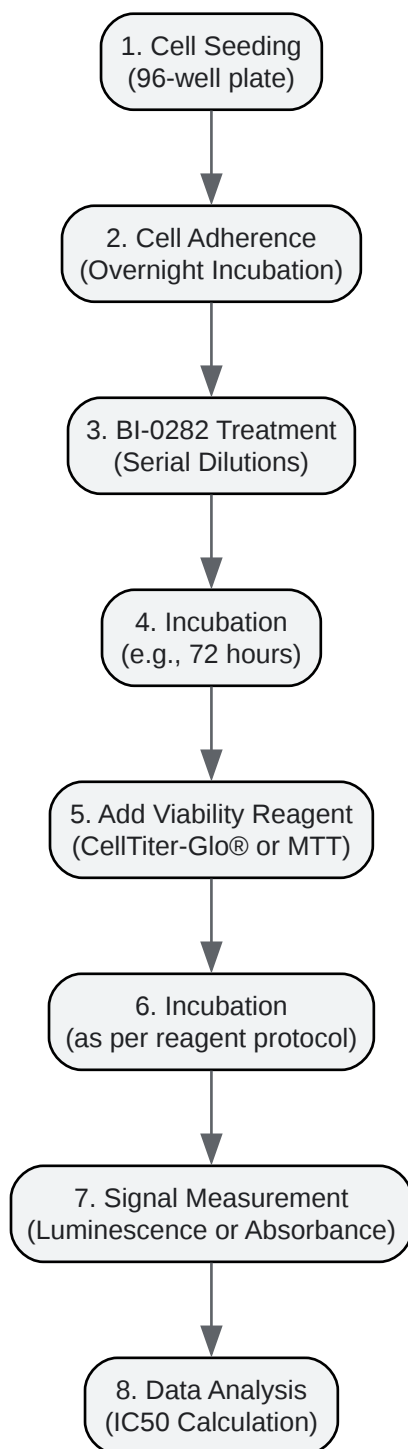 1. Cell Seeding
(96-well plate)
2. Cell Adherence
(Overnight Incubation)
3. BI-0282 Treatment
(Serial Dilutions)
4. Incubation
(e.g., 72 hours)
5. Add Viability Reagent
(CellTiter-Glo® or MTT)
6. Incubation
(as per reagent protocol)
7. Signal Measurement
(Luminescence or Absorbance)
8. Data Analysis
(IC50 Calculation)